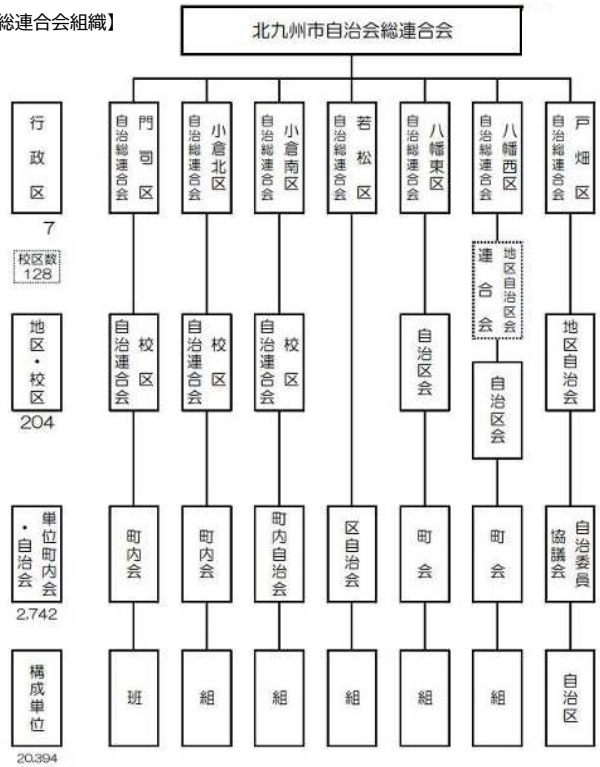 総連合会組織】
北九州市自治会総連合会
行政区
7
校区数
128
門司区
自治総連合会
小倉北区
自治総連合会
小倉南区
自治総連合会
若松区
自治総連合会
八幡東区
自治総連合会
八幡西区
自治総連合会
戸畑区
自治総連合会
地区自治区会
連合会
地区・校区
204
校区
自治連合会
校区
自治連合会
校区
自治連合会
自治区会
自治区会
地区自治会
単位町内会
・自治会
2,742
町内会
町内会
町内自治会
区自治会
町会
町会
自治委員
協議会
構成単位
20,394
班
組
組
組
組
組
自治区